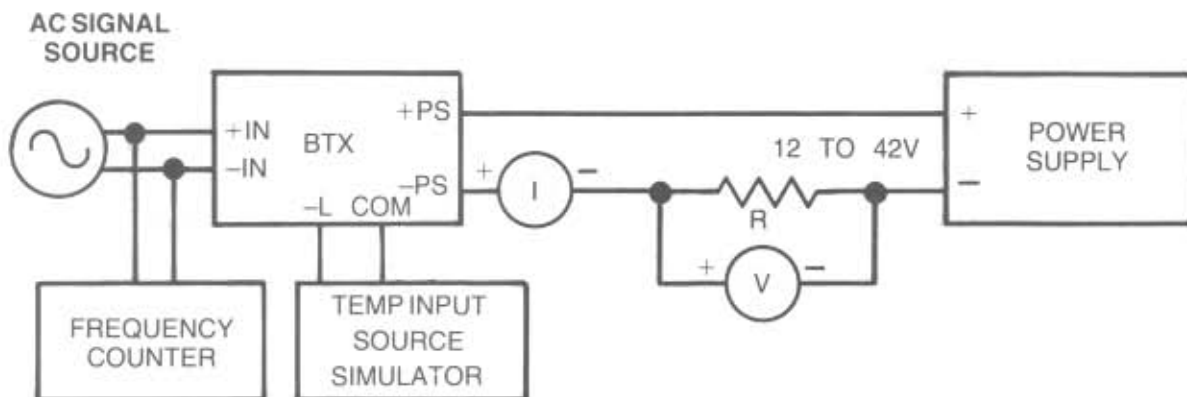 AC SIGNAL
SOURCE
+IN
-IN
BTX
+PS
-PS
-L COM
+ I -
12 TO 42V
R
+ V -
+
-
POWER
SUPPLY
FREQUENCY
COUNTER
TEMP INPUT
SOURCE
SIMULATOR